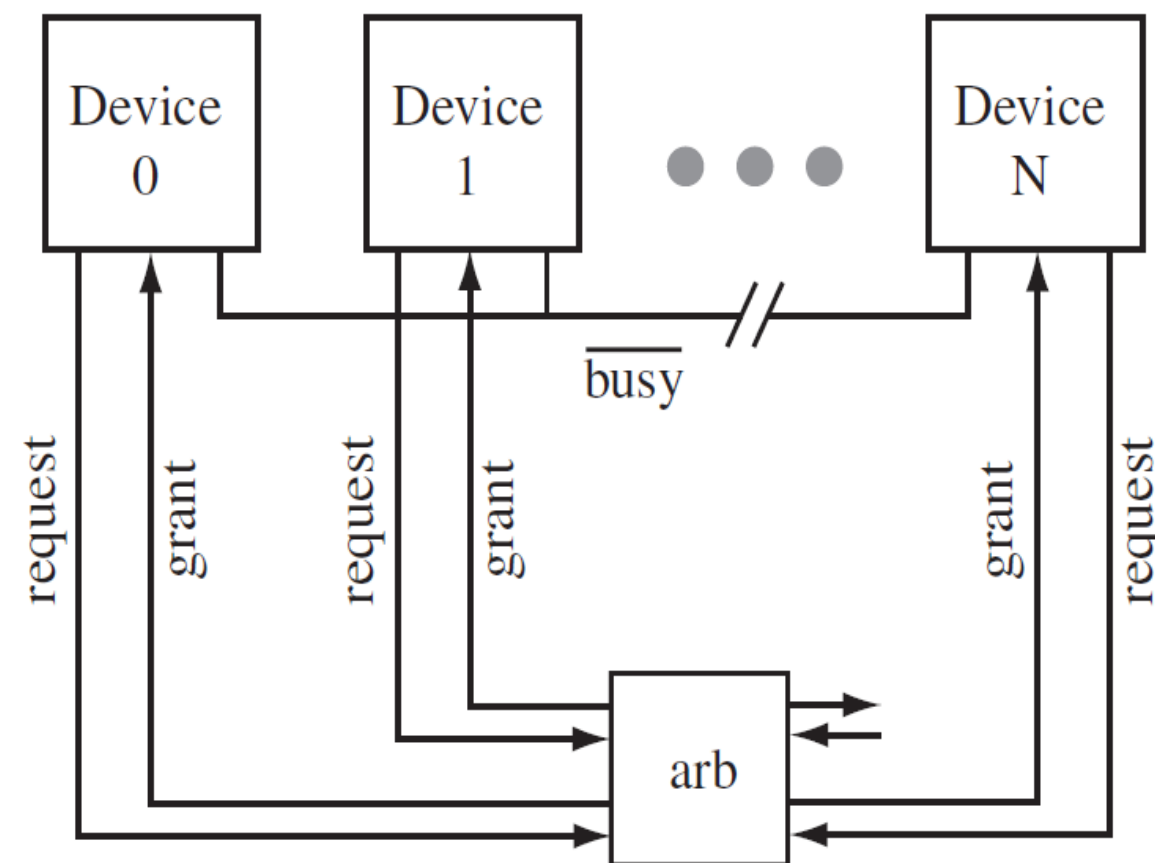 Device
0
Device
1
Device
N
busy
request
grant
request
grant
grant
request
arb